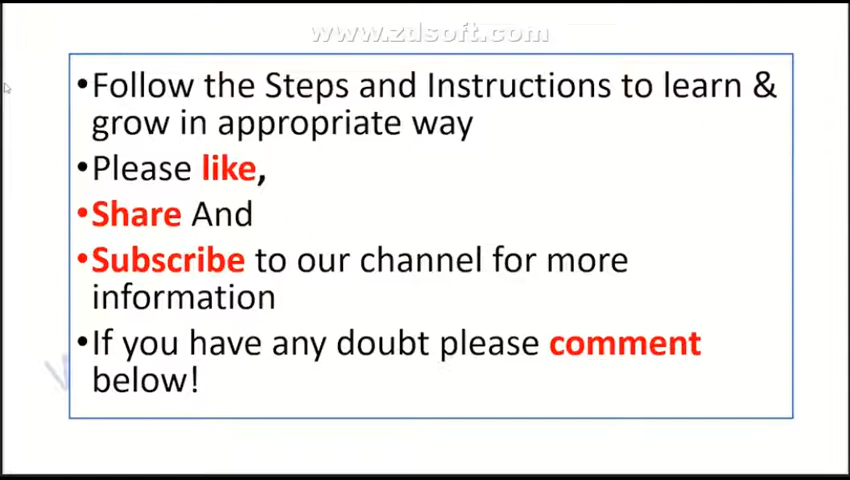 www.zdsoft.com
•Follow the Steps and Instructions to learn &
grow in appropriate way
•Please like,
•Share And
•Subscribe to our channel for more
information
•If you have any doubt please comment
below!